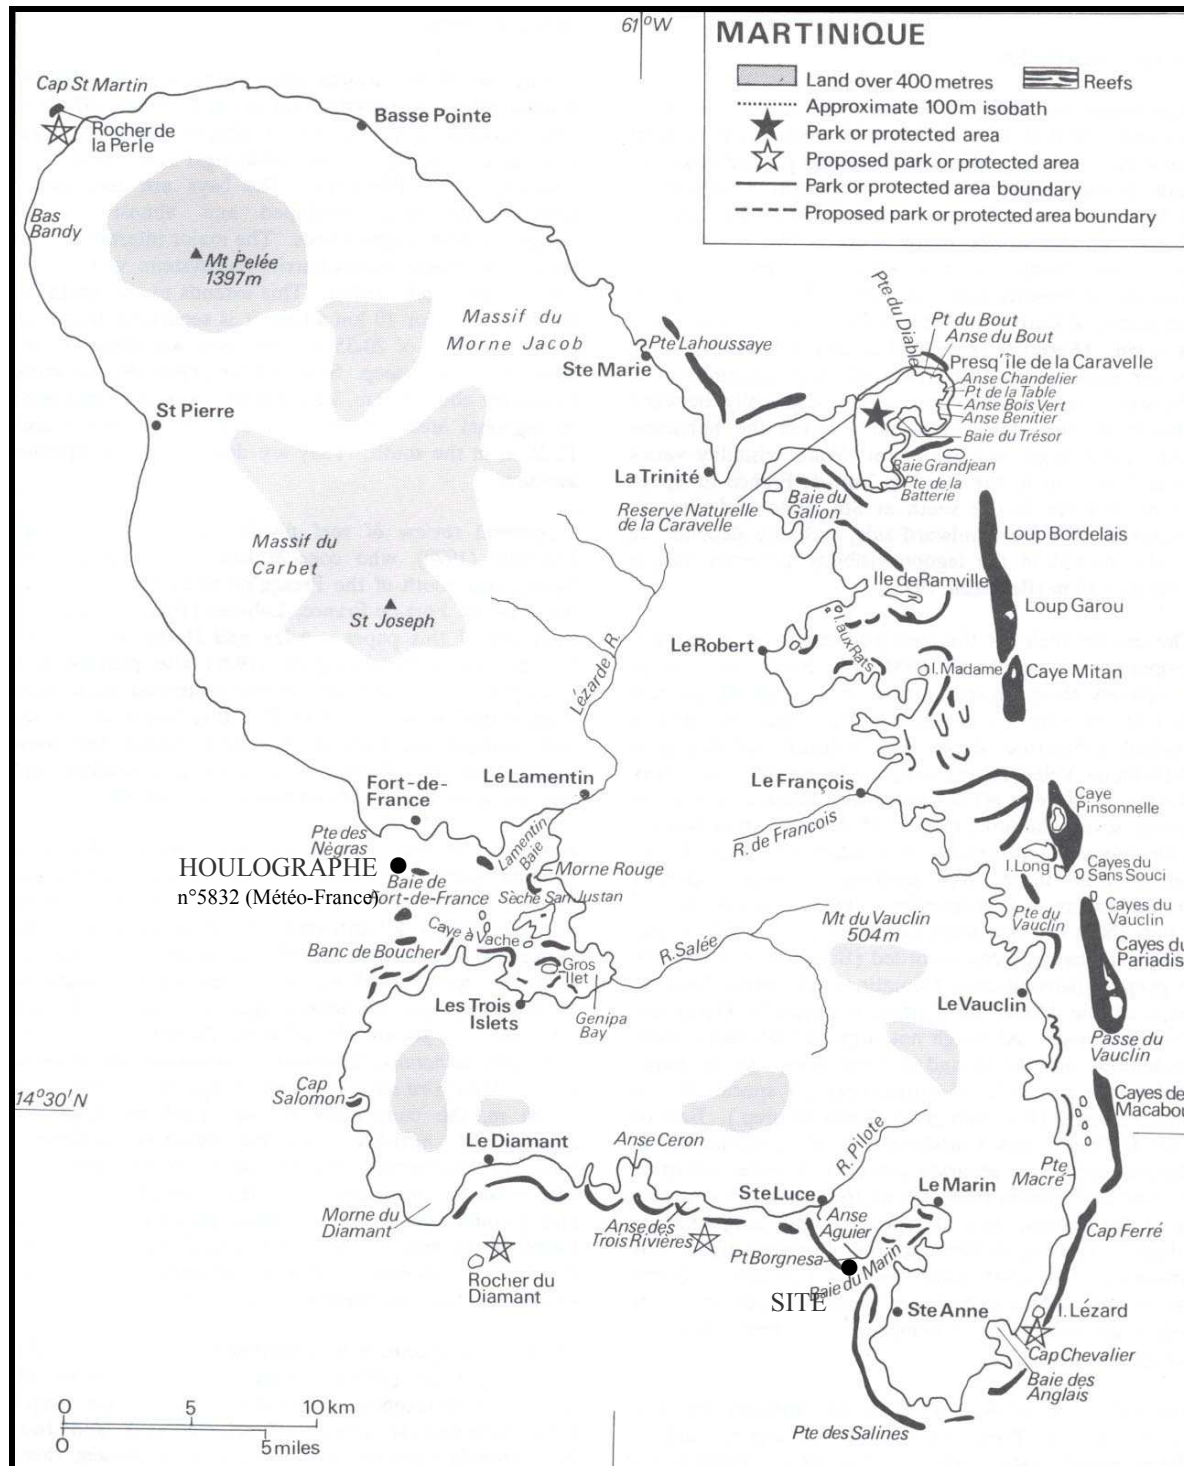 61°W
MARTINIQUE
Land over 400 metres
Reefs
Approximate 100m isobath
Park or protected area
Proposed park or protected area
Park or protected area boundary
Proposed park or protected area boundary
Cap St Martin
Rocher de
la Perle
Basse Pointe
Bas
Bandy
Mt Pelée
1397m
Massif du
Morne Jacob
Ste Marie
Pte Lahoussaye
Pte du Diable
Pt du Bout
Anse du Bout
Presq'île de la Caravelle
Anse Chandelier
Pt de la Table
Anse Bois Vert
Anse Benitier
Baie du Trésor
Baie Grandjean
Pte de la
Batterie
St Pierre
La Trinité
Reserve Naturelle
de la Caravelle
Baie du
Galion
Loup Bordelais
Massif du
Carbet
St Joseph
Ile de Ramville
Loup Garou
Lézarde R.
Le Robert
I. aux Rats
I. Madame
Caye Mitan
Fort-de-
France
Le Lamentin
Le François
Caye
Pinsonnelle
Pte des
Nègras
Lamentin
Baie
R. de Francois
HOULOGRAPHE
n°5832 (Météo-France)
Morne Rouge
Baie de
Fort-de-France
Sèche San Justan
I. Long
Cayes du
Sans Souci
Cayes du
Vauclin
Pte du
Vauclin
Caye à Vache
Banc de Boucher
Mt du Vauclin
504m
Cayes du
Pariadis
R. Salée
Gros
Ilet
Les Trois
Islets
Genipa
Bay
Le Vauclin
Passe du
Vauclin
14°30'N
Cap
Salomon
Cayes de
Macabou
Le Diamant
Anse Ceron
R. Pilote
Pte
Macré
Ste Luce
Le Marin
Morne du
Diamant
Anse des
Trois Rivières
Anse
Aguier
Cap Ferré
Pt Borgnesa
Baie du Marin
Rocher du
Diamant
SITE
Ste Anne
I. Lézard
Cap Chevalier
Baie des
Anglais
0 5 10 km
0 5 miles
Pte des Salines